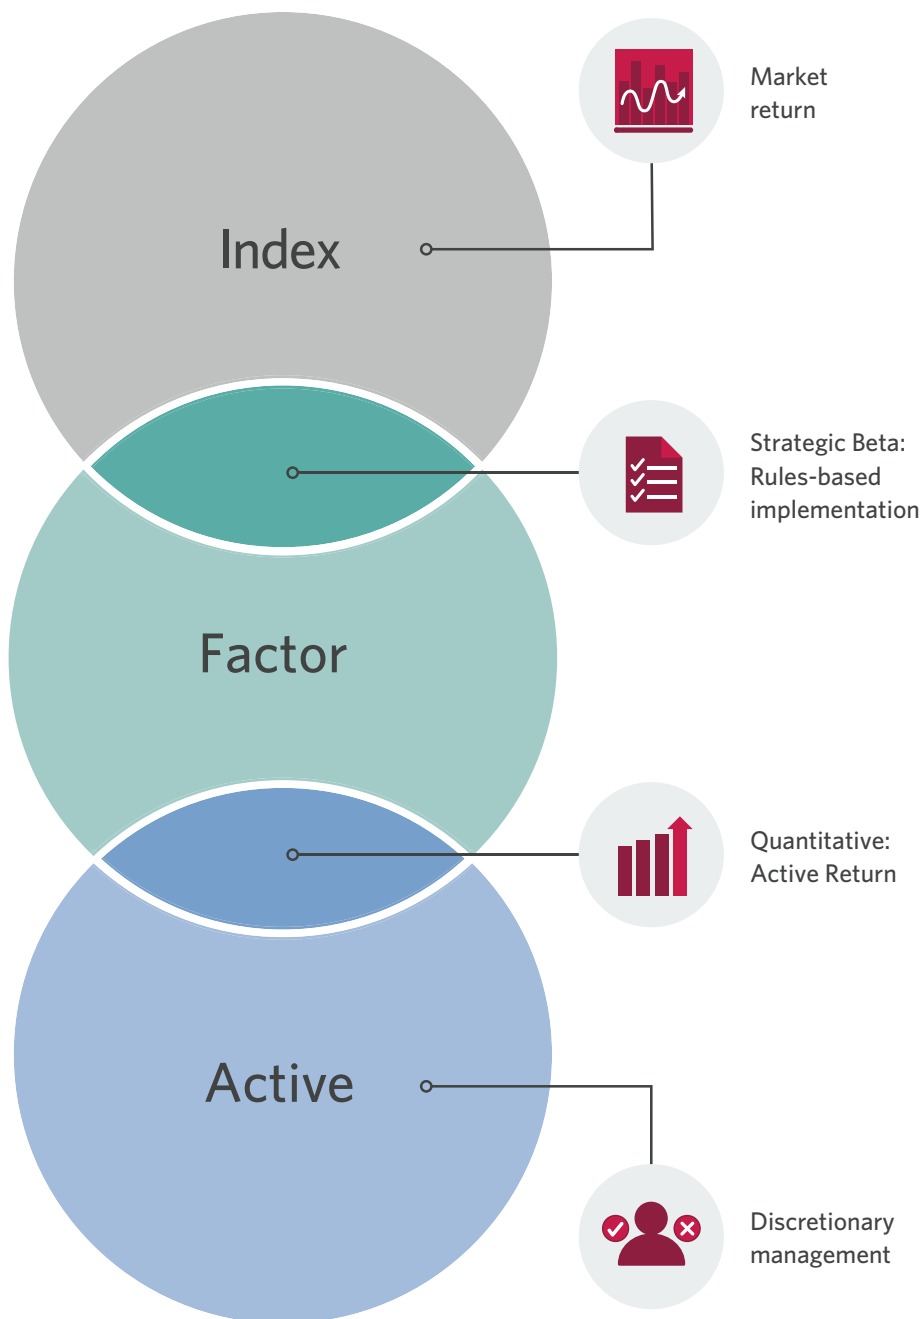 Market
return
Index
Strategic Beta:
Rules-based
implementation
Factor
Quantitative:
Active Return
Active
Discretionary
management